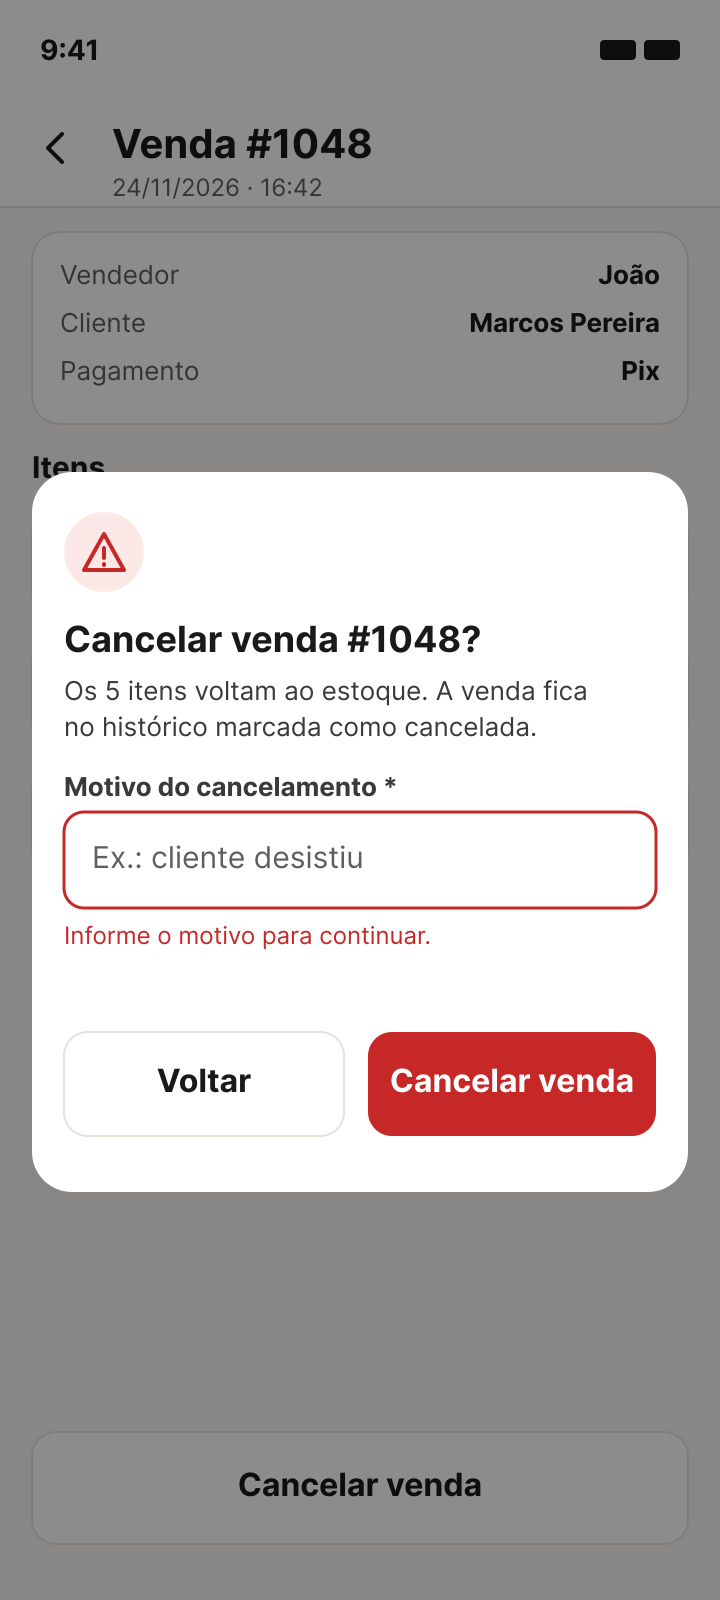 9:41
Venda #1048
24/11/2026 · 16:42
Vendedor João
Cliente Marcos Pereira
Pagamento Pix
Itens
Cancelar venda #1048?
Os 5 itens voltam ao estoque. A venda fica
no histórico marcada como cancelada.
Motivo do cancelamento *
Ex.: cliente desistiu
Informe o motivo para continuar.
Voltar Cancelar venda
Cancelar venda